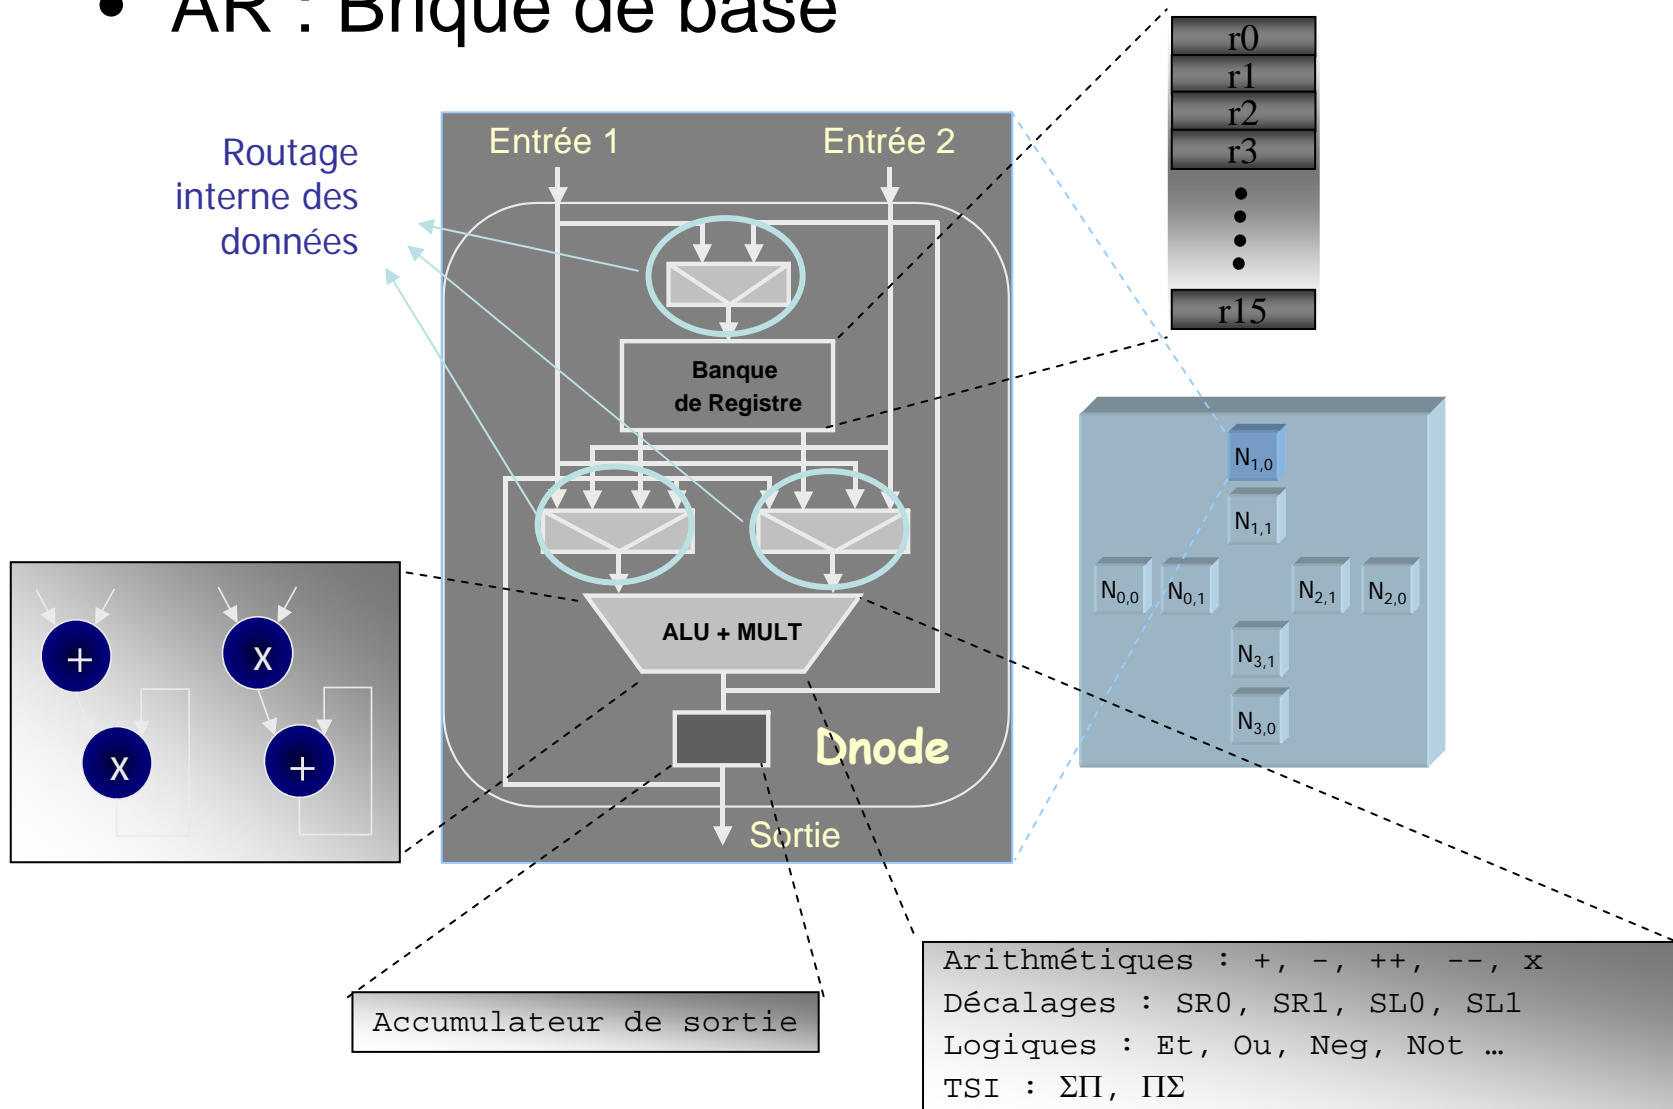 • AR : Brique de base
r0
r1
r2
r3
r15
Entrée 1
Entrée 2
Routage
interne des
données
Banque
de Registre
N1,0
N1,1
N0,0
N0,1
N2,1
N2,0
N3,1
N3,0
ALU + MULT
+
x
x
+
Dnode
Sortie
Accumulateur de sortie
Arithmétiques : +, -, ++, --, x
Décalages : SR0, SR1, SL0, SL1
Logiques : Et, Ou, Neg, Not …
TSI : ΣΠ, ΠΣ